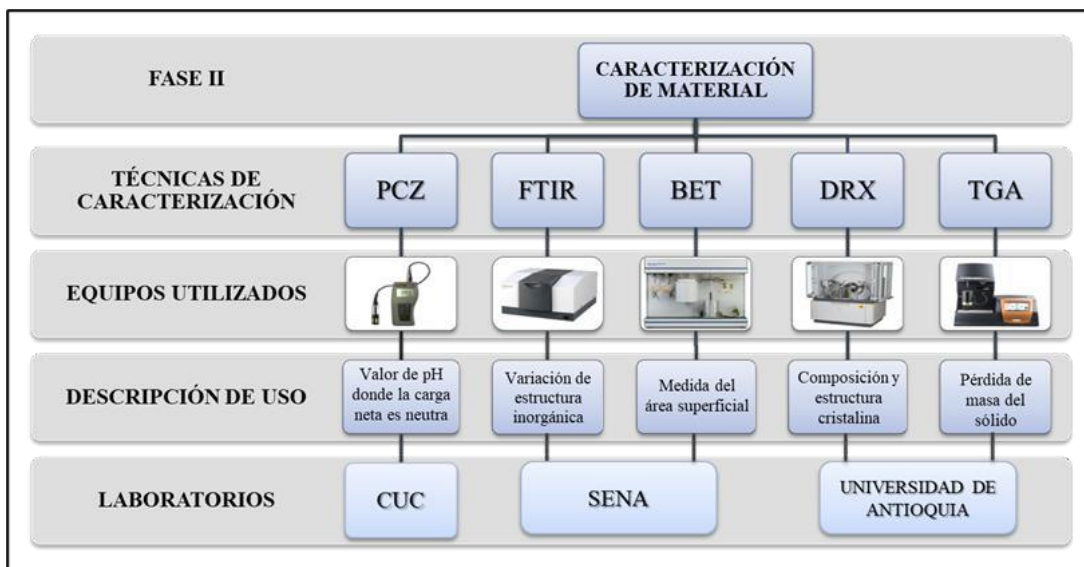 FASE II
CARACTERIZACIÓN
DE MATERIAL
TÉCNICAS DE
CARACTERIZACIÓN
PCZ
FTIR
BET
DRX
TGA
EQUIPOS UTILIZADOS
DESCRIPCIÓN DE USO
Valor de pH
donde la carga
neta es neutra
Variación de
estructura
inorgánica
Medida del
área superficial
Composición y
estructura
cristalina
Pérdida de
masa del
sólido
LABORATORIOS
CUC
SENA
UNIVERSIDAD DE
ANTIOQUIA